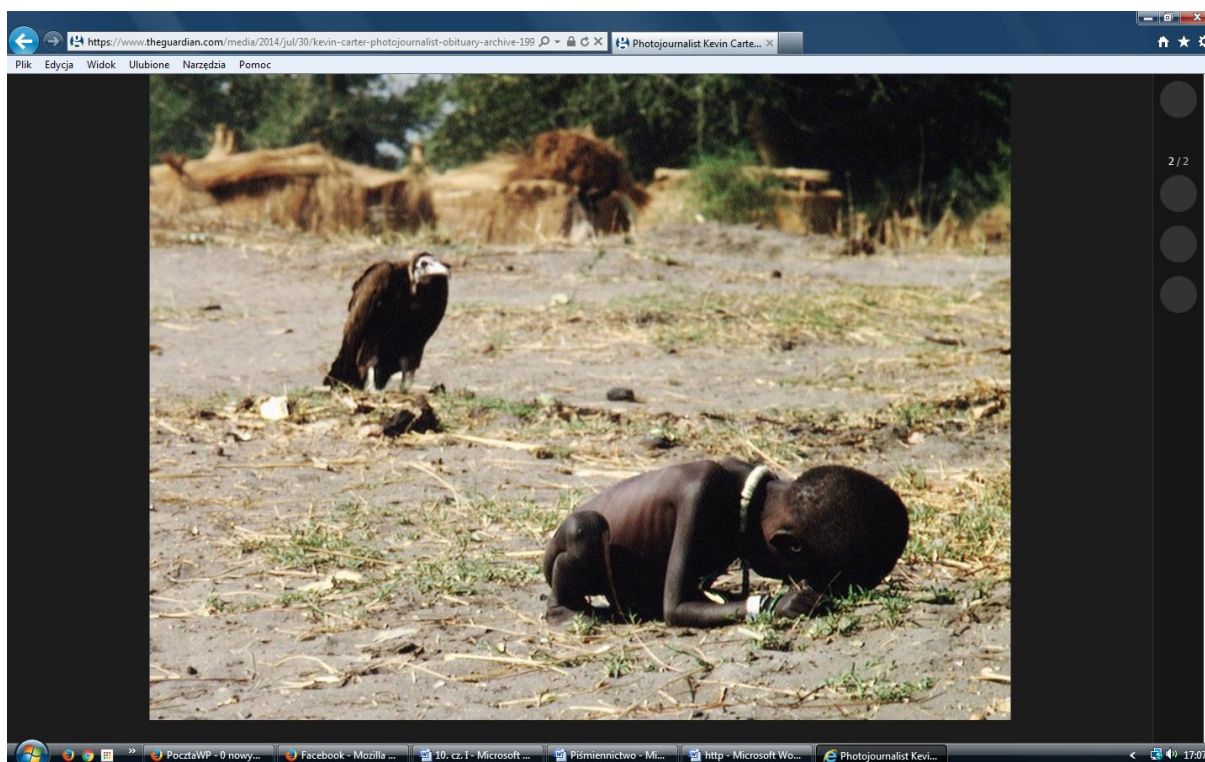 https://www.theguardian.com/media/2014/jul/30/kevin-carter-photojournalist-obituary-archive-199
Photojournalist Kevin Carte...
Plik Edycja Widok Ulubione Narzędzia Pomoc
2/2
PocztaWP - 0 nowy...
Facebook - Mozilla ...
10. cz. I - Microsoft ...
Piśmiennictwo - Mi...
http - Microsoft Wo...
Photojournalist Kevi...
17:07